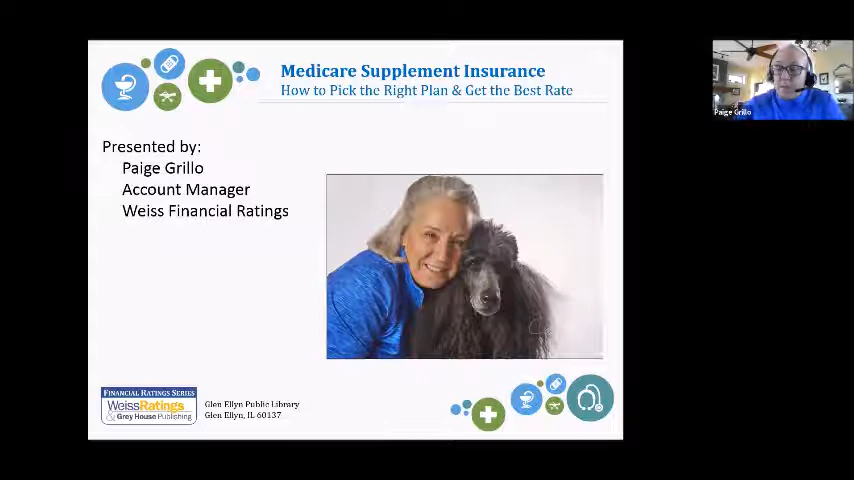 Medicare Supplement Insurance
How to Pick the Right Plan & Get the Best Rate
Presented by:
Paige Grillo
Account Manager
Weiss Financial Ratings
FINANCIAL RATINGS SERIES
WeissRatings
& Grey House Publishing
Glen Ellyn Public Library
Glen Ellyn, IL 60137
Paige Grillo